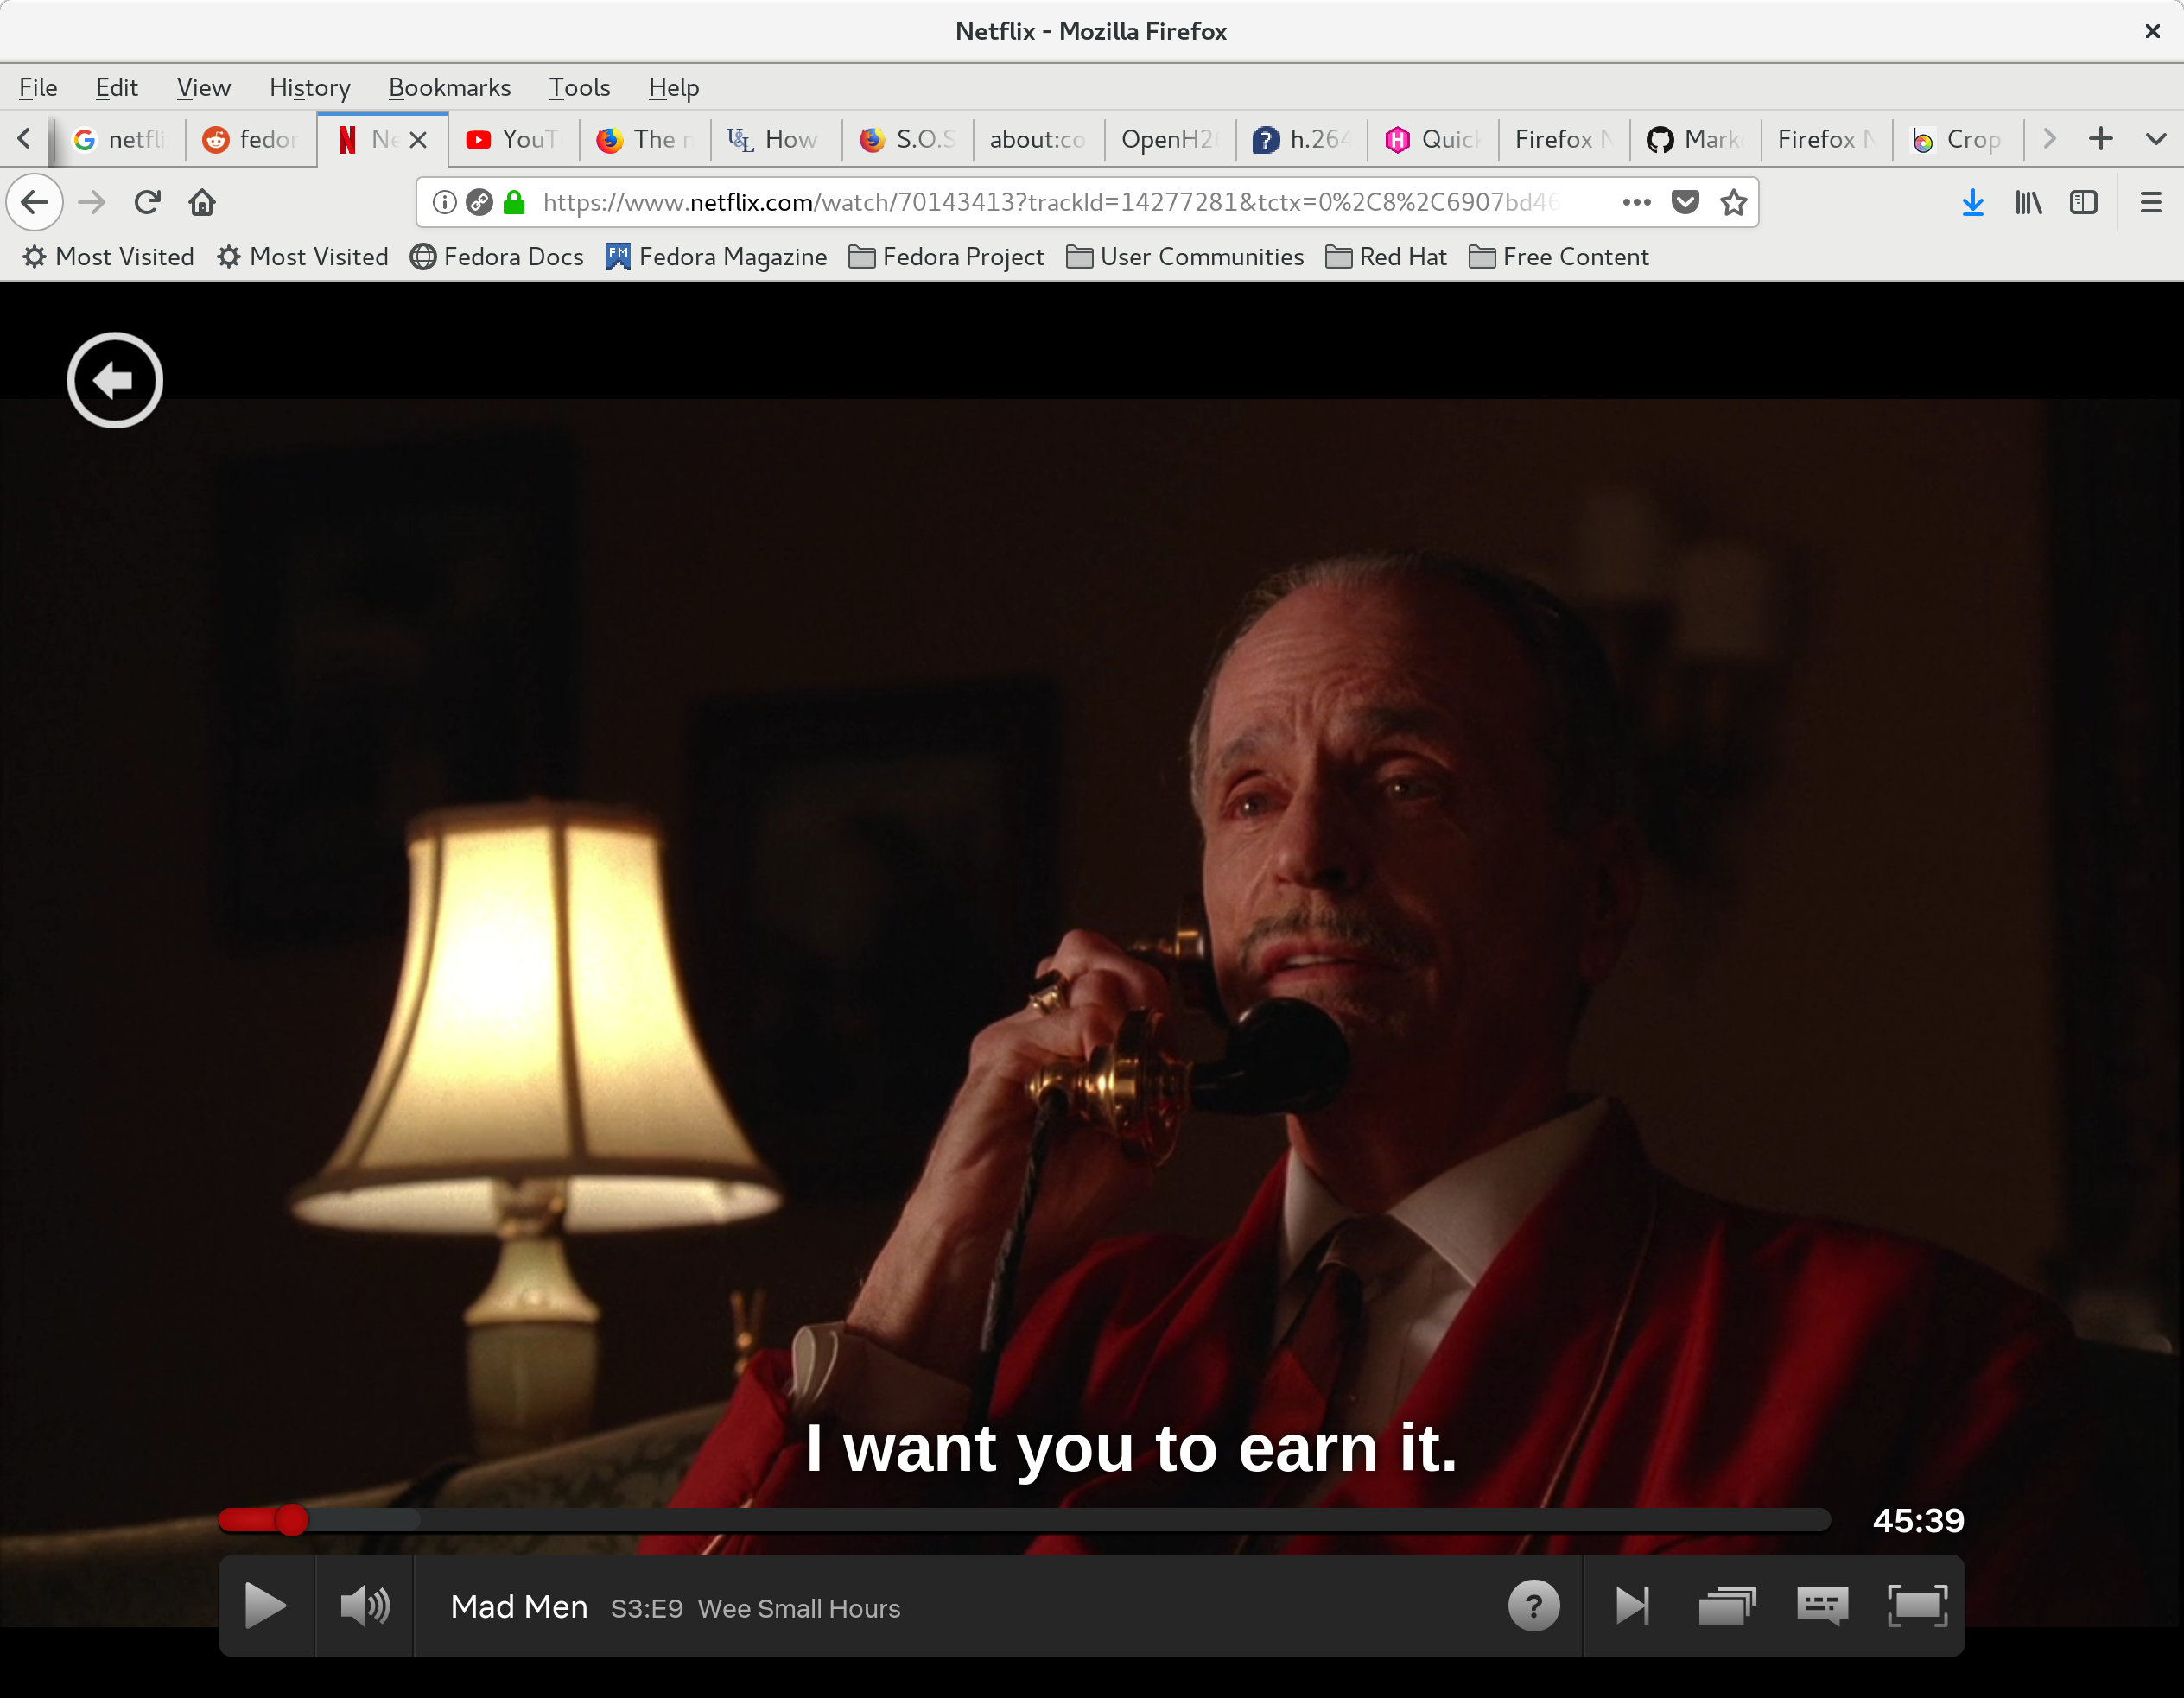 Netflix - Mozilla Firefox
File Edit View History Bookmarks Tools Help
netfli fedor Ne YouT The n How S.O.S about:co OpenH2 h.264 Quick Firefox N Mark Firefox N Crop
https://www.netflix.com/watch/70143413?trackId=14277281&tctx=0%2C8%2C6907bd46
Most Visited Most Visited Fedora Docs Fedora Magazine Fedora Project User Communities Red Hat Free Content
I want you to earn it.
45:39
Mad Men S3:E9 Wee Small Hours